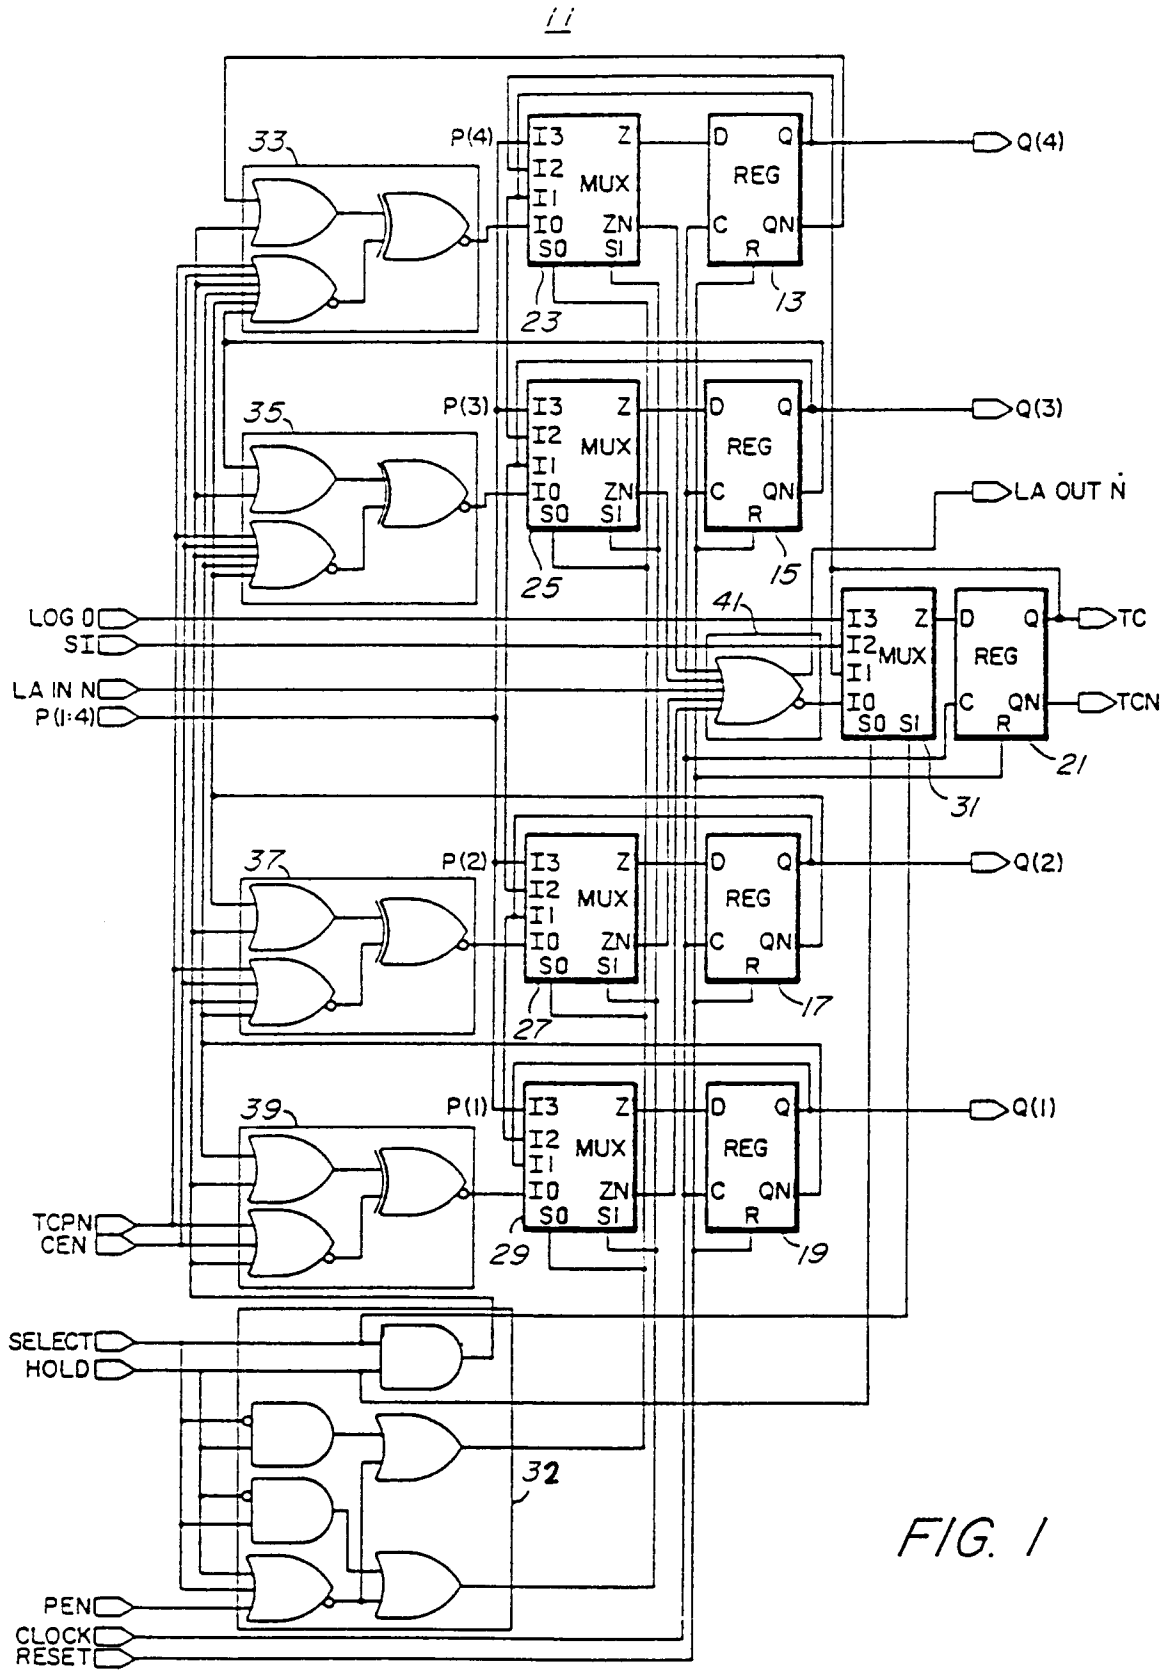 11
33
P(4)
I3 Z
I2
MUX
I1
I0 ZN
S0 S1
23
D Q
REG
C QN
R
13
Q(4)
35
P(3)
I3 Z
I2
MUX
I1
I0 ZN
S0 S1
25
D Q
REG
C QN
R
15
Q(3)
LA OUT N
41
LOG 0
SI
LA IN N
P(1:4)
I3 Z
I2
MUX
I1
I0
S0 S1
31
D Q
REG
C QN
R
21
TC
TCN
37
P(2)
I3 Z
I2
MUX
I1
I0 ZN
S0 S1
27
D Q
REG
C QN
R
17
Q(2)
39
P(1)
I3 Z
I2
MUX
I1
I0 ZN
S0 S1
29
D Q
REG
C QN
R
19
Q(1)
TCPN
CEN
SELECT
HOLD
32
PEN
CLOCK
RESET
FIG. 1